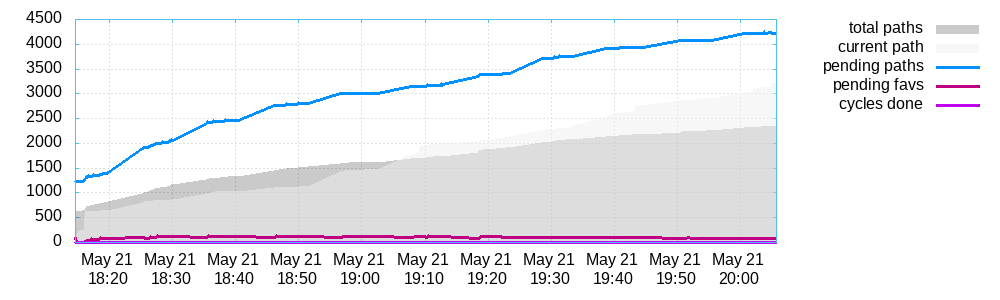 4500
4000
3500
3000
2500
2000
1500
1000
500
0
May 21 May 21 May 21 May 21 May 21 May 21 May 21 May 21 May 21 May 21 May 21
18:20 18:30 18:40 18:50 19:00 19:10 19:20 19:30 19:40 19:50 20:00
total paths
current path
pending paths
pending favs
cycles done